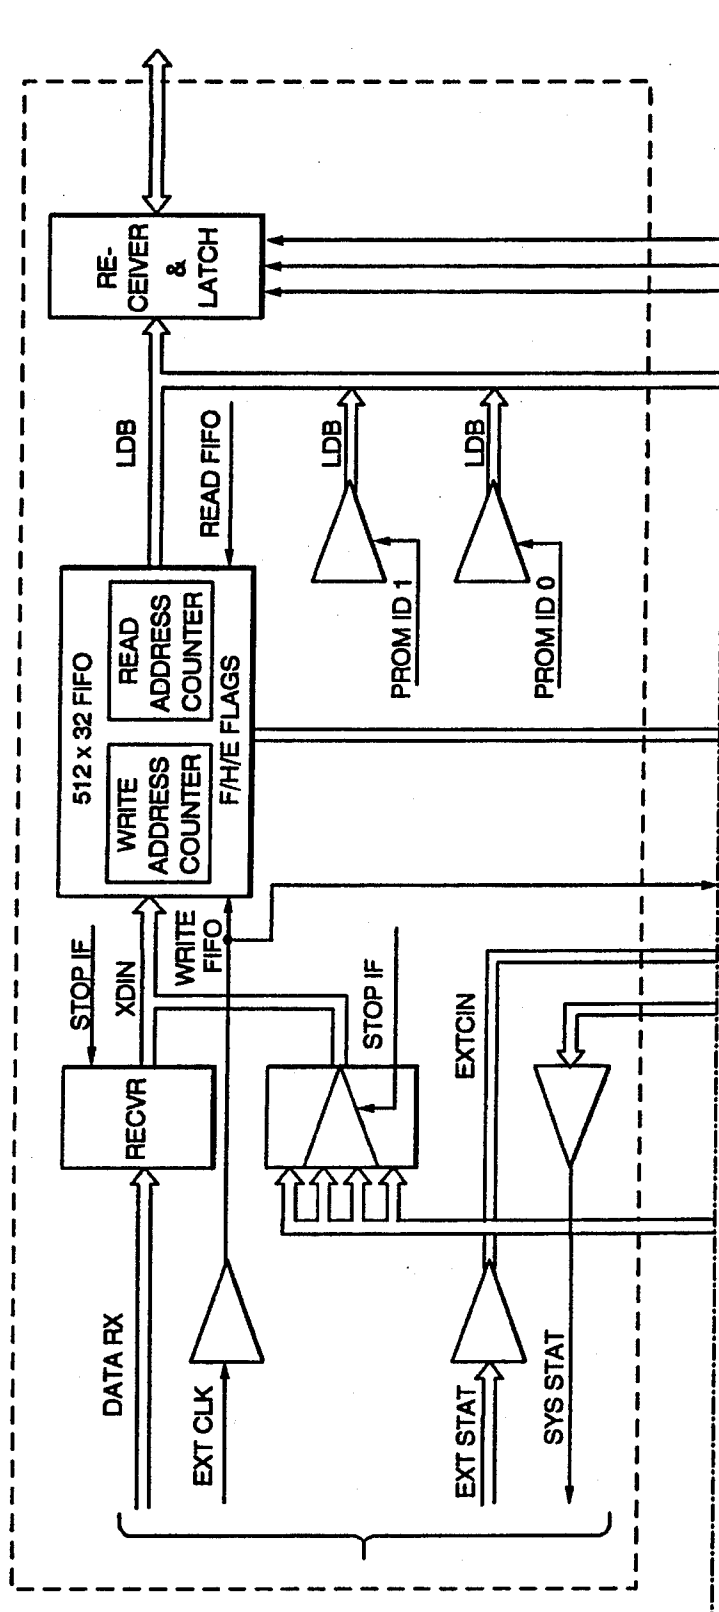 RE-
CEIVER
&
LATCH
LDB
READ FIFO
LDB
LDB
512 x 32 FIFO
READ
ADDRESS
COUNTER
WRITE
ADDRESS
COUNTER
F/H/E FLAGS
PROM ID 1
PROM ID 0
STOP IF
XDIN
WRITE
FIFO
STOP IF
EXTCIN
RECVR
DATA RX
EXT CLK
EXT STAT
SYS STAT